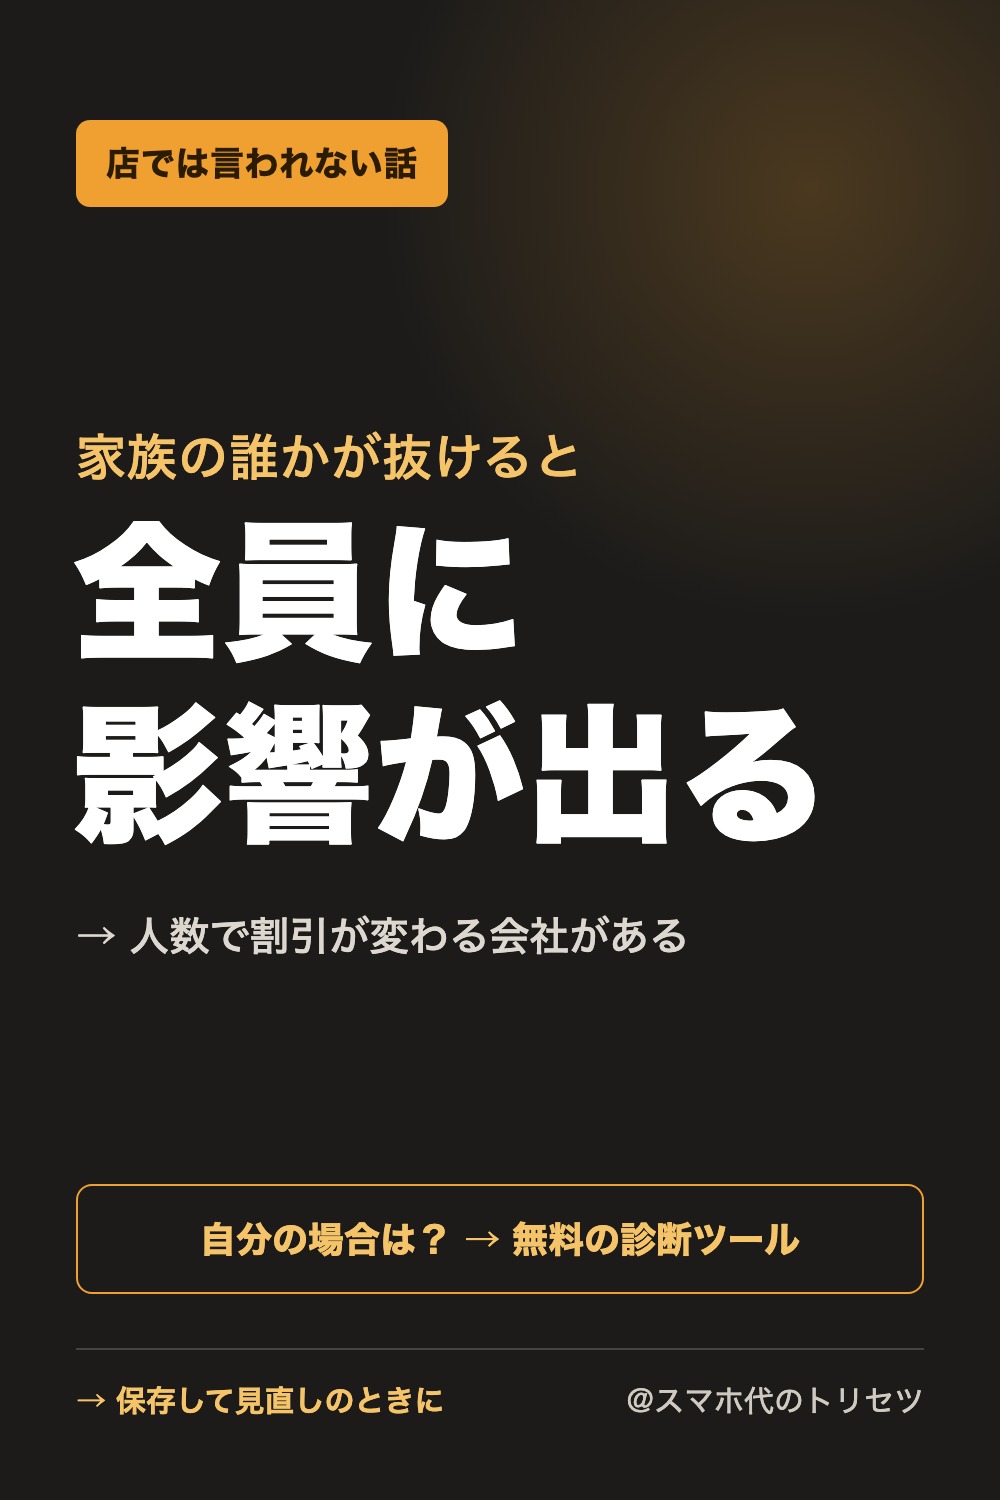 店では言われない話
家族の誰かが抜けると
全員に
影響が出る
→ 人数で割引が変わる会社がある
自分の場合は？ → 無料の診断ツール
→ 保存して見直しのときに
@スマホ代のトリセツ